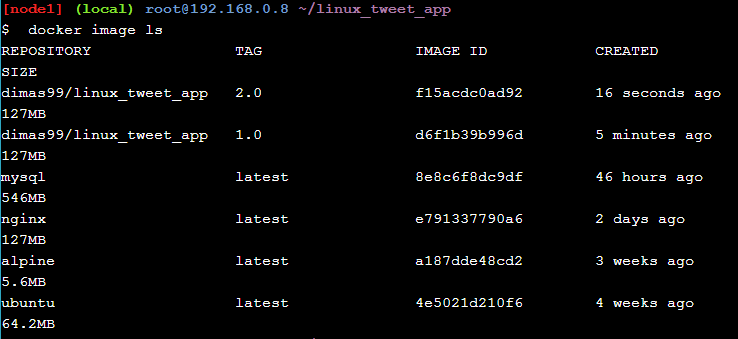 [node1] (local) root@192.168.0.8 ~/linux_tweet_app
$  docker image ls
REPOSITORY                TAG                 IMAGE ID            CREATED
SIZE
dimas99/linux_tweet_app   2.0                 f15acdc0ad92        16 seconds ago
127MB
dimas99/linux_tweet_app   1.0                 d6f1b39b996d        5 minutes ago
127MB
mysql                     latest              8e8c6f8dc9df        46 hours ago
546MB
nginx                     latest              e791337790a6        2 days ago
127MB
alpine                    latest              a187dde48cd2        3 weeks ago
5.6MB
ubuntu                    latest              4e5021d210f6        4 weeks ago
64.2MB